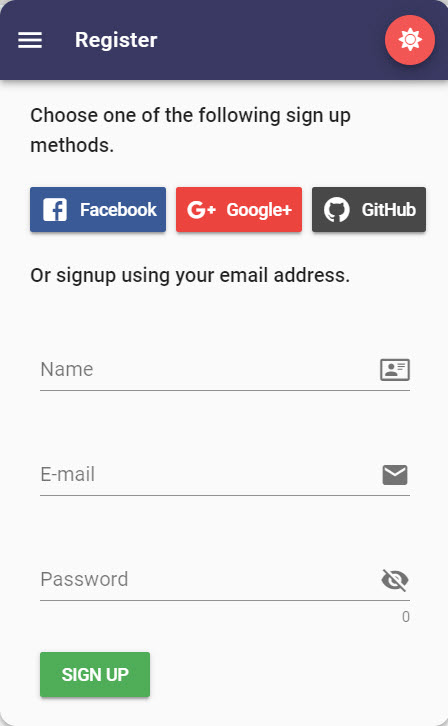 Register
Choose one of the following sign up
methods.
Facebook
Google+
GitHub
Or signup using your email address.
Name
E-mail
Password
0
SIGN UP